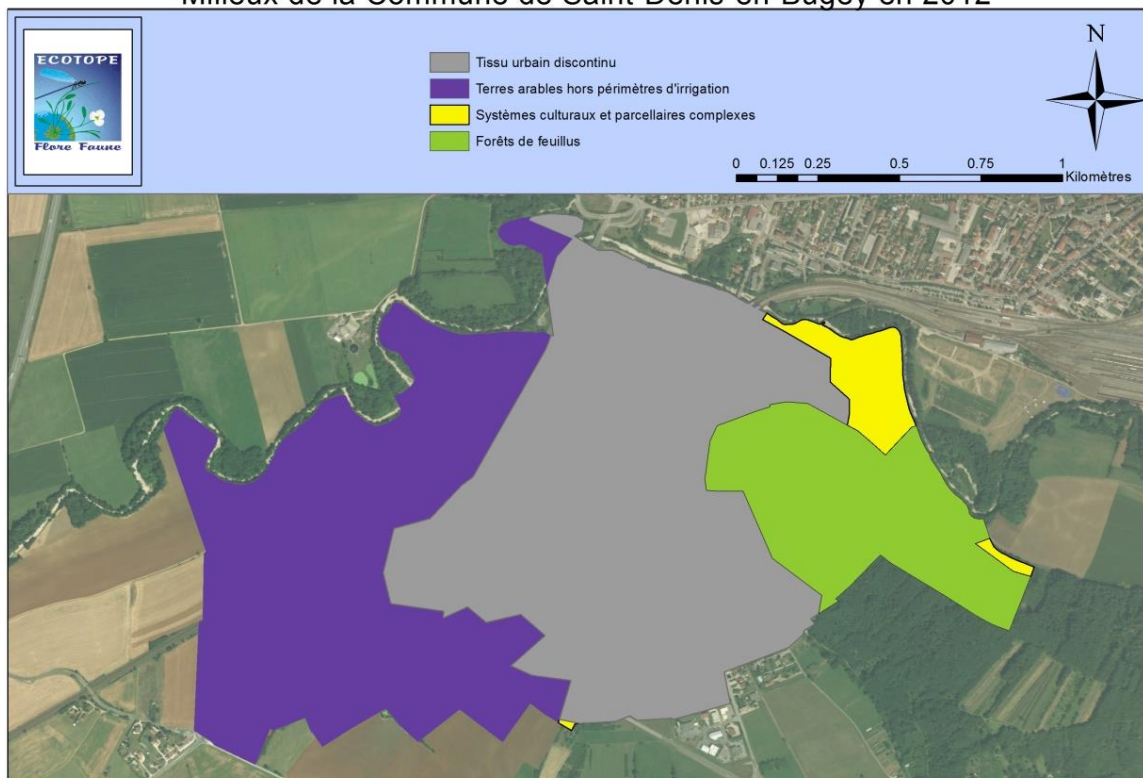 Milieux de la Commune de Saint-Denis-en-Bugey en 2012
ECOTOPE
Flore Faune
Tissu urbain discontinu
Terres arables hors périmètres d'irrigation
Systèmes culturaux et parcellaires complexes
Forêts de feuillus
N
0 0.125 0.25 0.5 0.75 1
Kilomètres